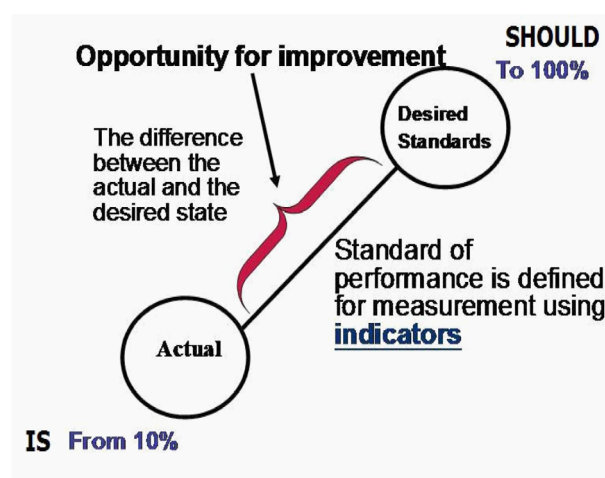 SHOULD
Opportunity for improvement
To 100%
Desired
Standards
The difference
between the
actual and the
desired state
Standard of
performance is defined
for measurement using
indicators
Actual
IS From 10%